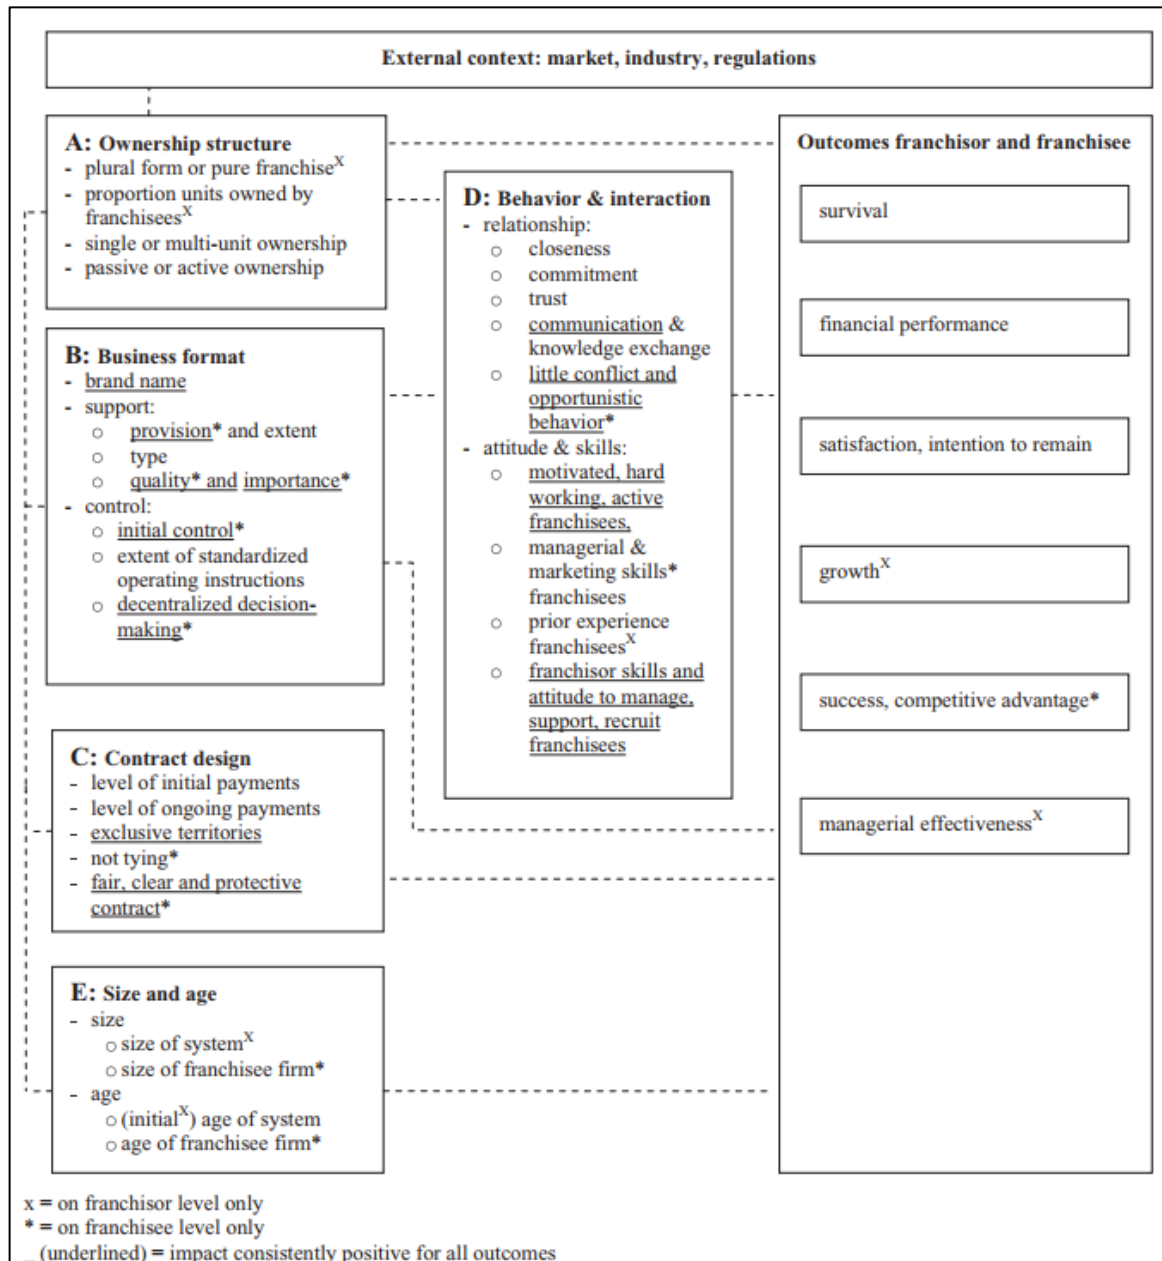 External context: market, industry, regulations
A: Ownership structure
- plural form or pure franchiseX
- proportion units owned by
franchiseesX
- single or multi-unit ownership
- passive or active ownership
B: Business format
- brand name
- support:
o provision* and extent
o type
o quality* and importance*
- control:
o initial control*
o extent of standardized
operating instructions
o decentralized decision-
making*
C: Contract design
- level of initial payments
- level of ongoing payments
- exclusive territories
- not tying*
- fair, clear and protective
contract*
E: Size and age
- size
o size of systemX
o size of franchisee firm*
- age
o (initialX) age of system
o age of franchisee firm*
D: Behavior & interaction
- relationship:
o closeness
o commitment
o trust
o communication &
knowledge exchange
o little conflict and
opportunistic
behavior*
- attitude & skills:
o motivated, hard
working, active
franchisees,
o managerial &
marketing skills*
franchisees
o prior experience
franchiseesX
o franchisor skills and
attitude to manage,
support, recruit
franchisees
Outcomes franchisor and franchisee
survival
financial performance
satisfaction, intention to remain
growthX
success, competitive advantage*
managerial effectivenessX
x = on franchisor level only
* = on franchisee level only
_ (underlined) = impact consistently positive for all outcomes